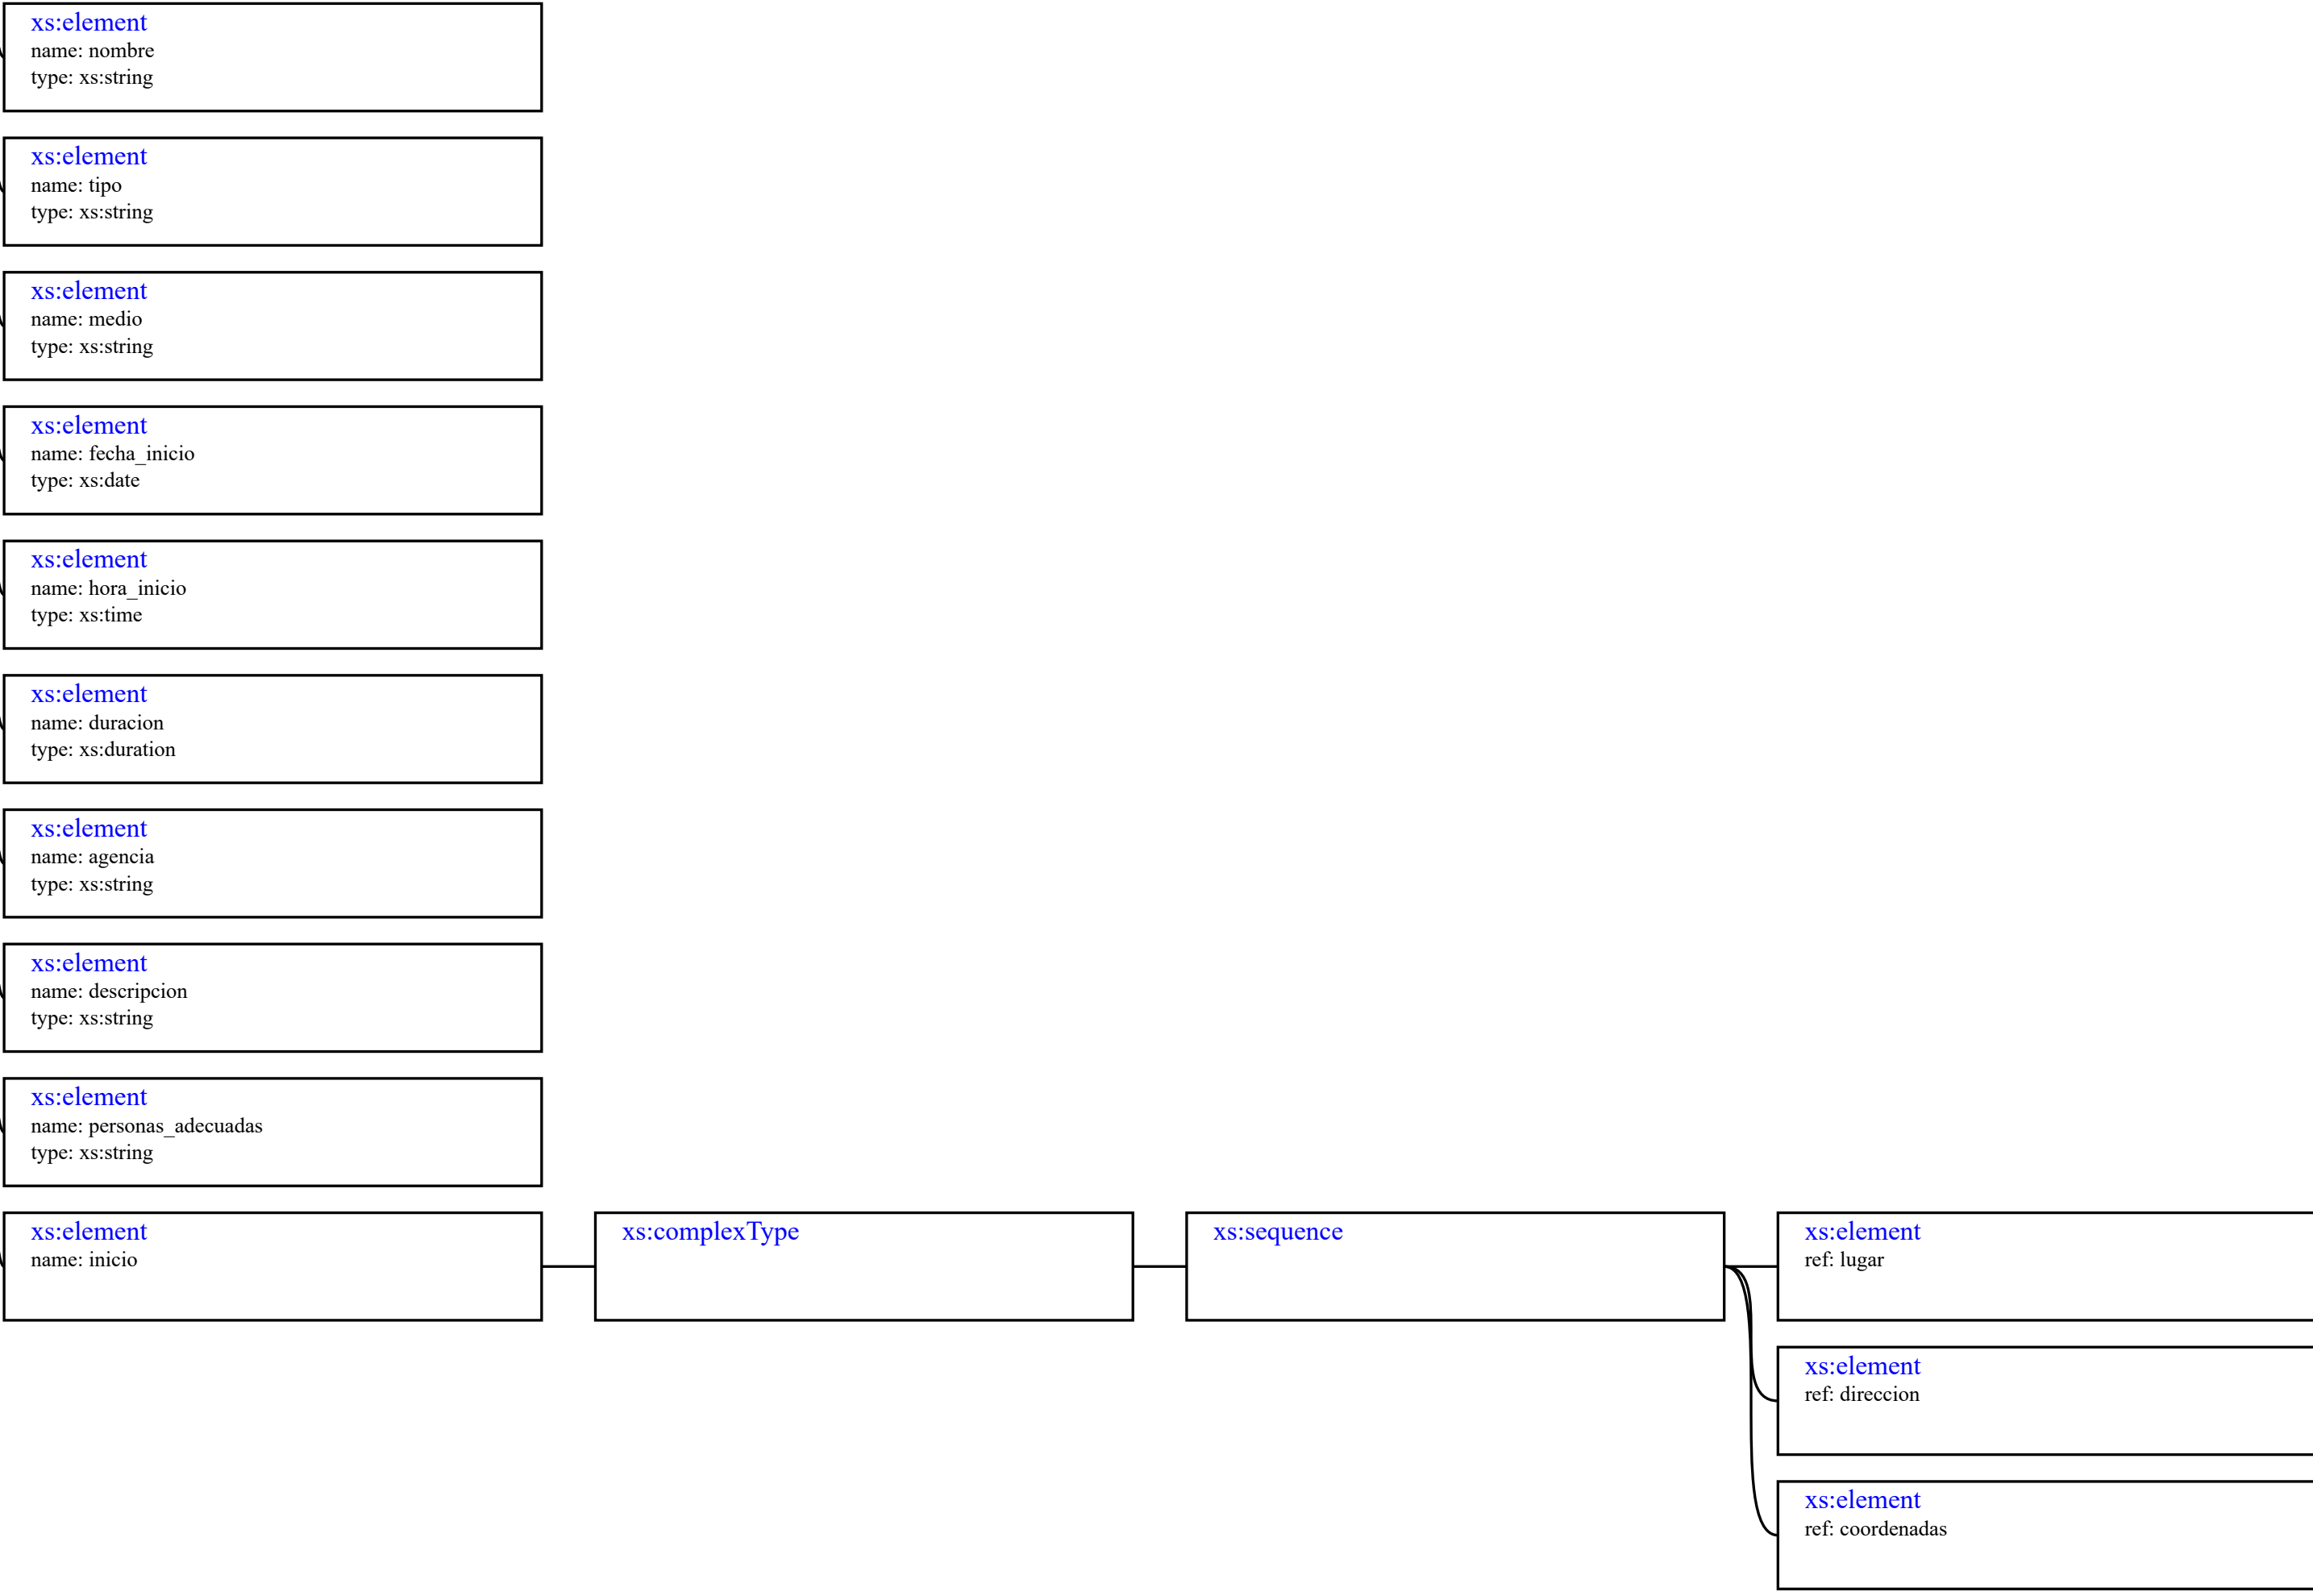 xs:element
name: nombre
type: xs:string
xs:element
name: tipo
type: xs:string
xs:element
name: medio
type: xs:string
xs:element
name: fecha_inicio
type: xs:date
xs:element
name: hora_inicio
type: xs:time
xs:element
name: duracion
type: xs:duration
xs:element
name: agencia
type: xs:string
xs:element
name: descripcion
type: xs:string
xs:element
name: personas_adecuadas
type: xs:string
xs:element
name: inicio
xs:complexType
xs:sequence
xs:element
ref: lugar
xs:element
ref: direccion
xs:element
ref: coordenadas